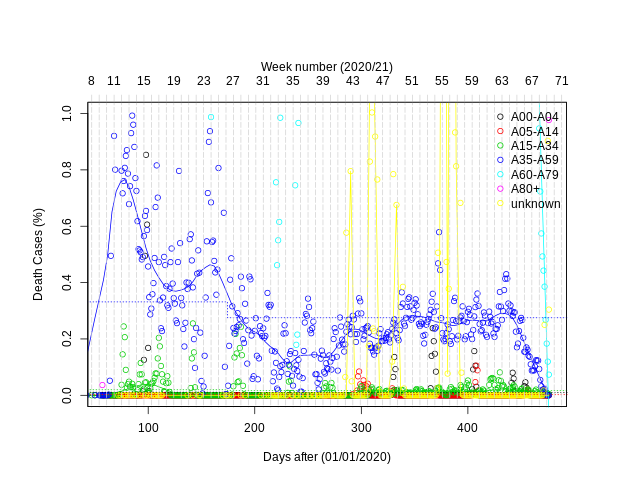 Week number (2020/21)
8 11 15 19 23 27 31 35 39 43 47 51 55 59 63 67 71
1.0
0.8
0.6
0.4
0.2
0.0
Death Cases (%)
A00-A04
A05-A14
A15-A34
A35-A59
A60-A79
A80+
unknown
100 200 300 400
Days after (01/01/2020)